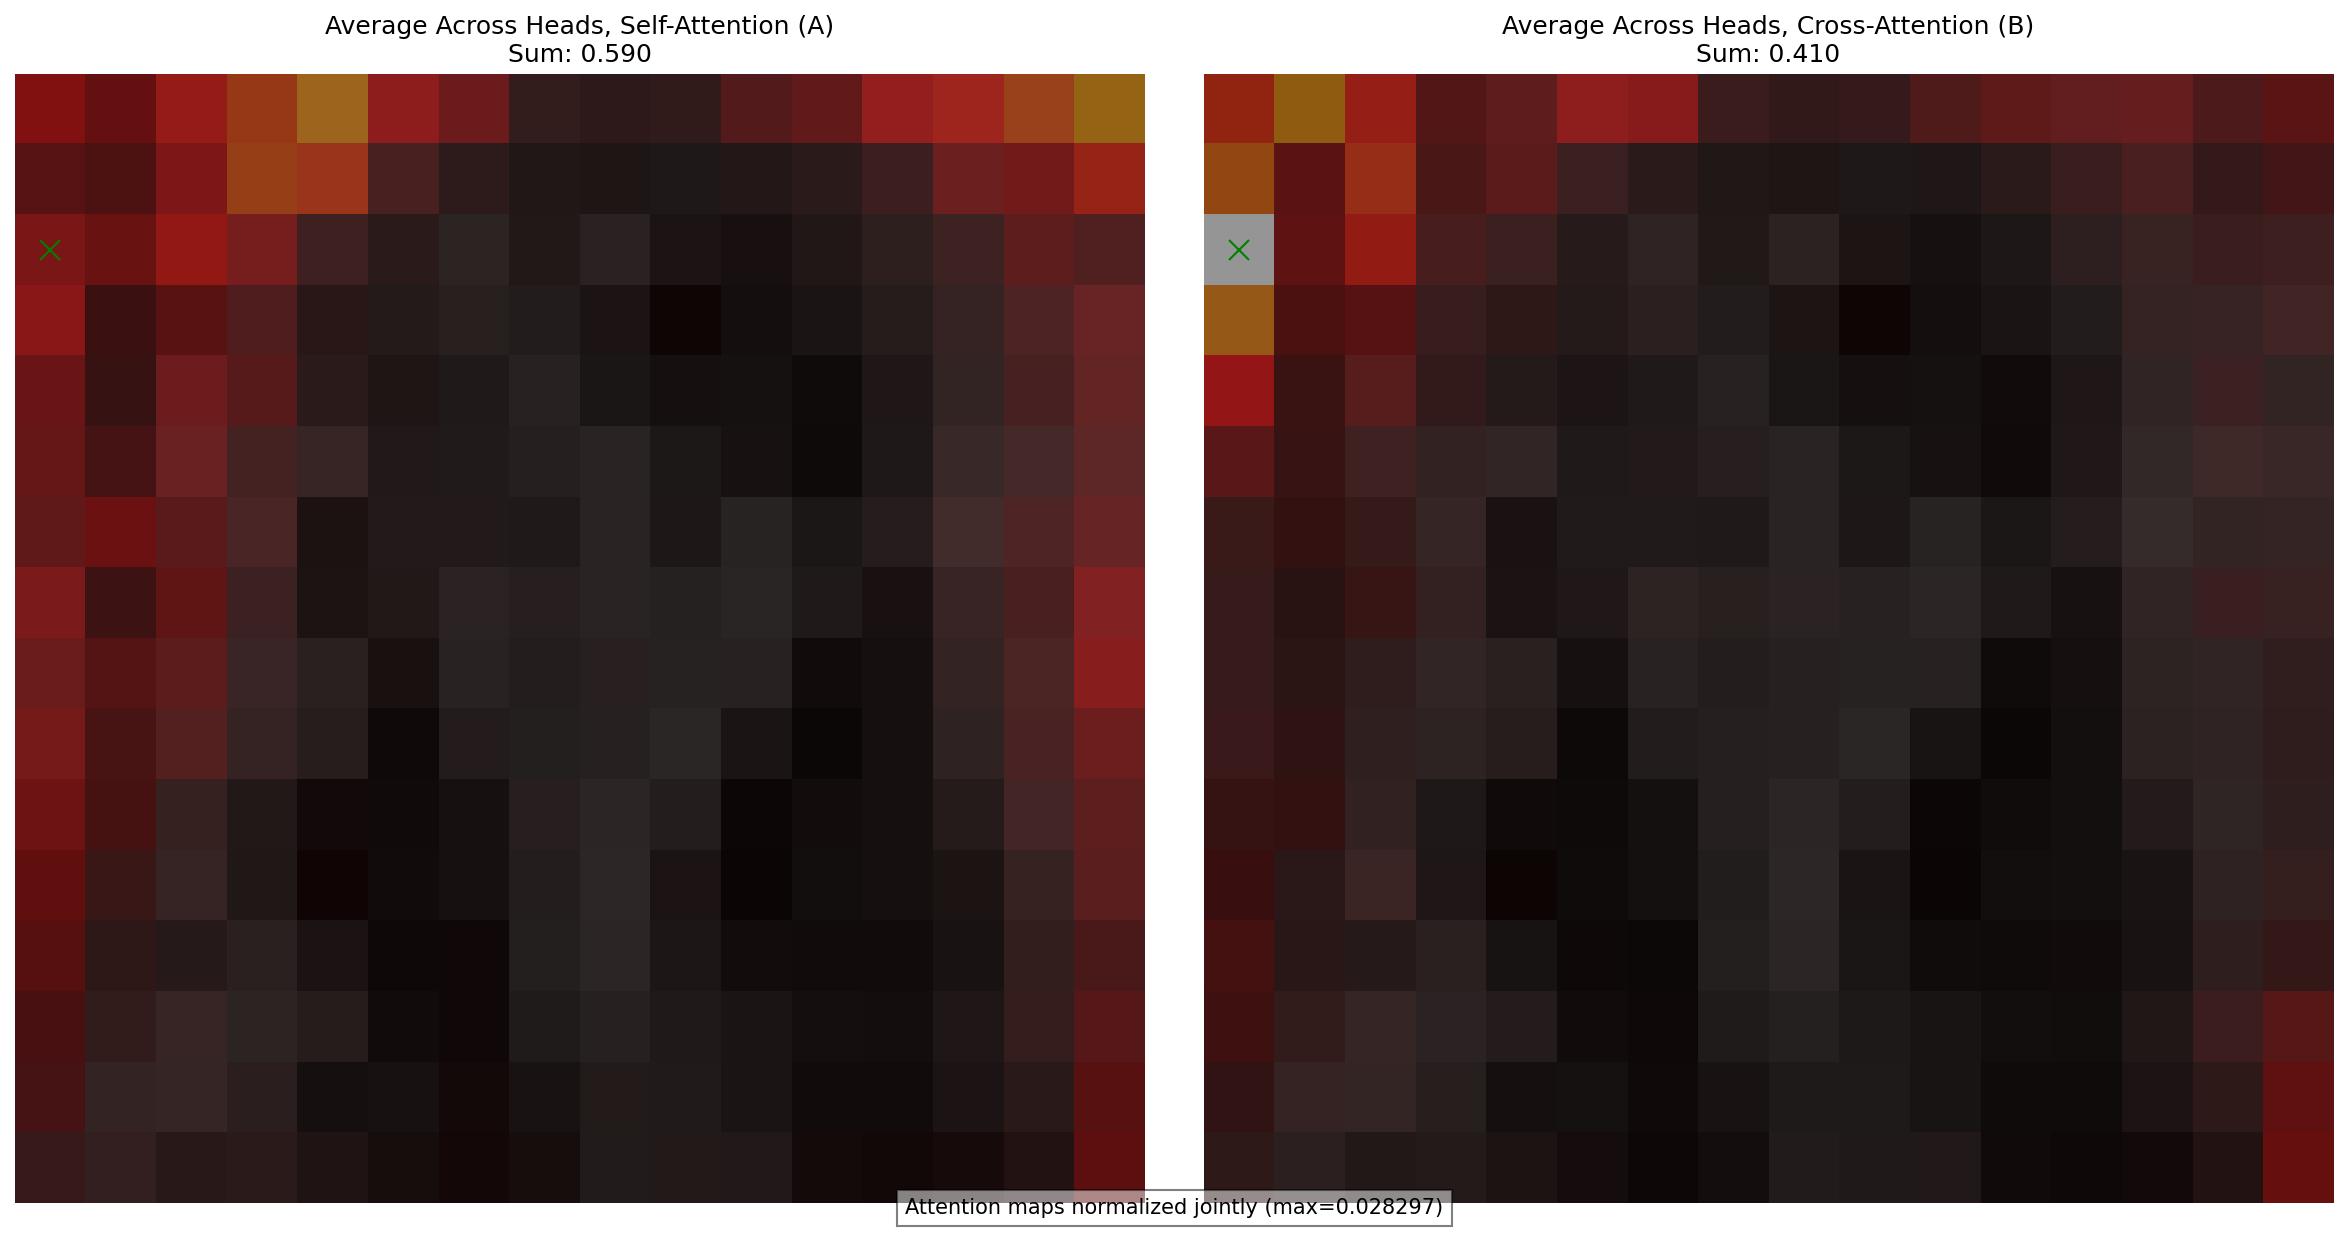 Average Across Heads, Self-Attention (A)
Sum: 0.590
Average Across Heads, Cross-Attention (B)
Sum: 0.410
Attention maps normalized jointly (max=0.028297)